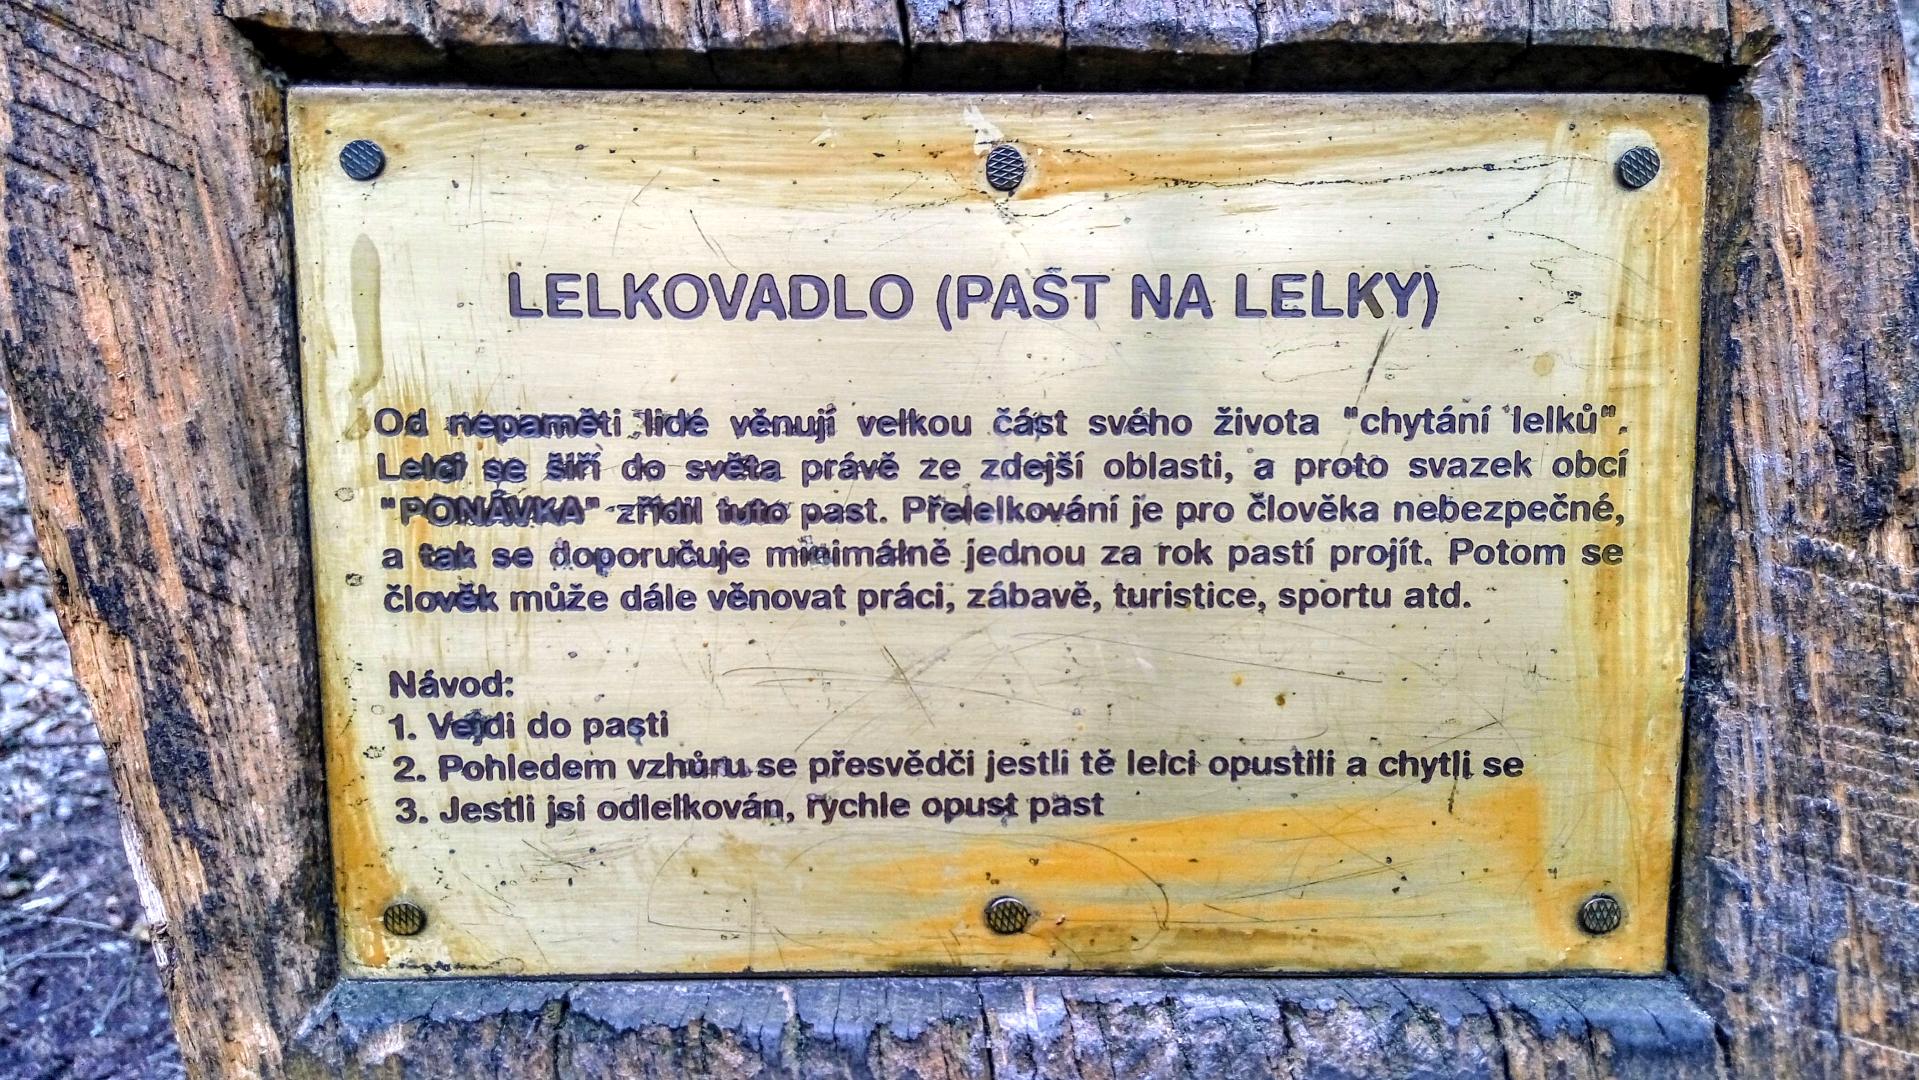 LELKOVADLO (PAST NA LELKY)
Od nepaměti lidé věnují velkou část svého života "chytání lelků".
Lelci se šíří do světa právě ze zdejší oblasti, a proto svazek obcí
"PONÁVKA" zřídil tuto past. Přelelkování je pro člověka nebezpečné,
a tak se doporučuje minimálně jednou za rok pastí projít. Potom se
člověk může dále věnovat práci, zábavě, turistice, sportu atd.
Návod:
1. Vejdi do pasti
2. Pohledem vzhůru se přesvědči jestli tě lelci opustili a chytli se
3. Jestli jsi odlelkován, rychle opusť past